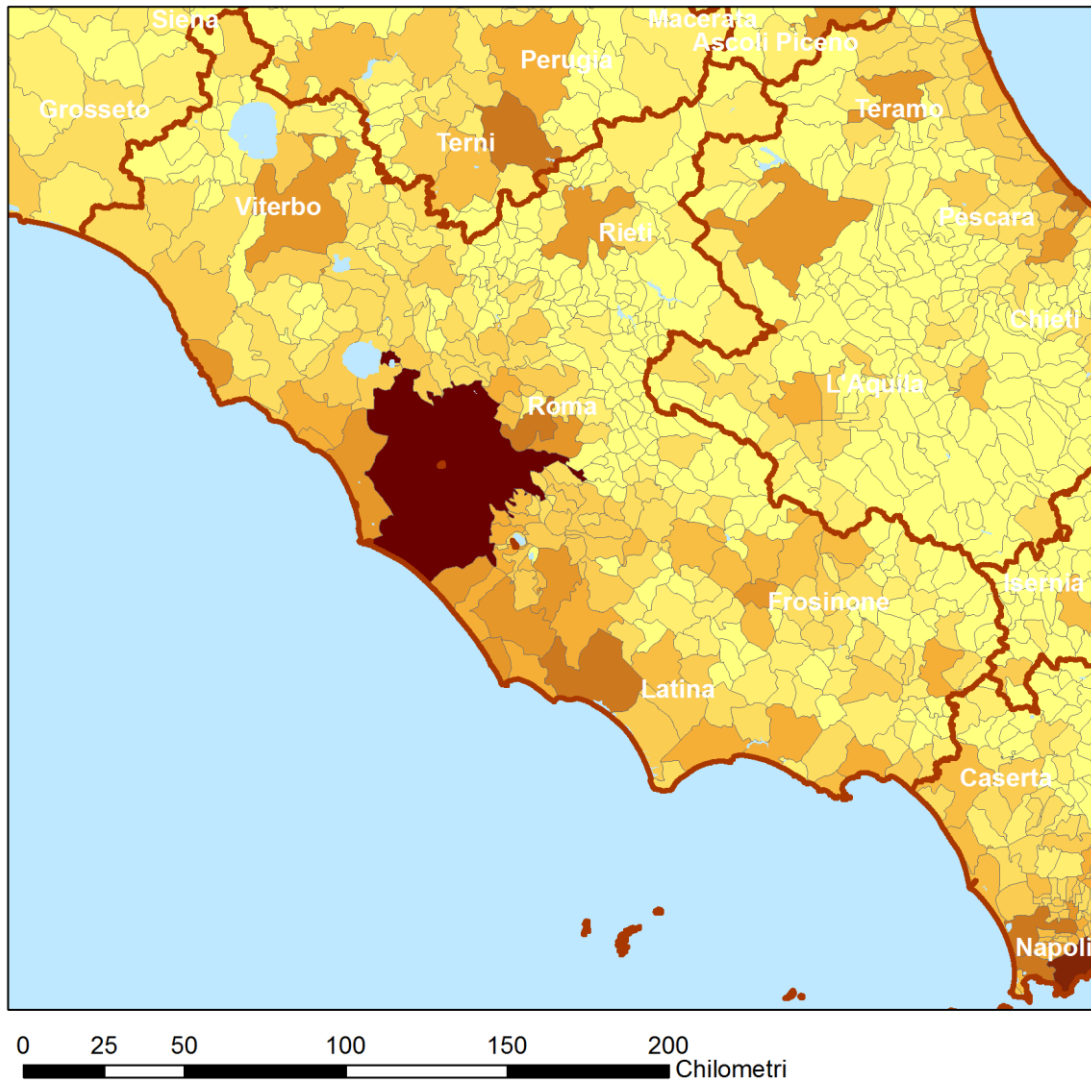 Siena
Macerata
Ascoli Piceno
Perugia
Grosseto
Teramo
Terni
Viterbo
Pescara
Rieti
Chieti
L'Aquila
Roma
Isernia
Frosinone
Latina
Caserta
Napoli
0 25 50 100 150 200
Chilometri